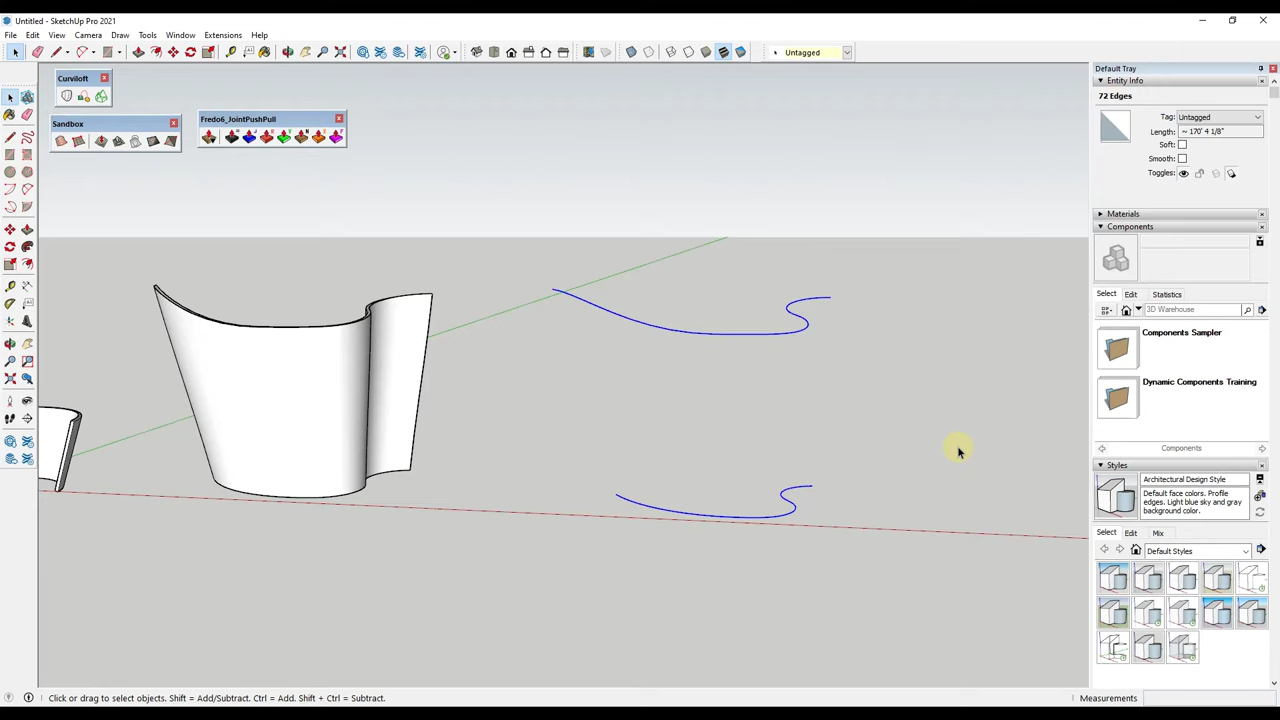 Untitled - SketchUp Pro 2021
File Edit View Camera Draw Tools Window Extensions Help
Untagged
Default Tray
Curviloft
Sandbox
Fredo6_JointPushPull
Entity Info
72 Edges
Tag: Untagged
Length: ~ 170' 4 1/8"
Soft:
Smooth:
Toggles:
Materials
Components
Select Edit Statistics
3D Warehouse
Components Sampler
Dynamic Components Training
Components
Styles
Architectural Design Style
Default face colors. Profile
edges. Light blue sky and gray
background color.
Select Edit Mix
Default Styles
Click or drag to select objects. Shift = Add/Subtract. Ctrl = Add. Shift + Ctrl = Subtract.
Measurements